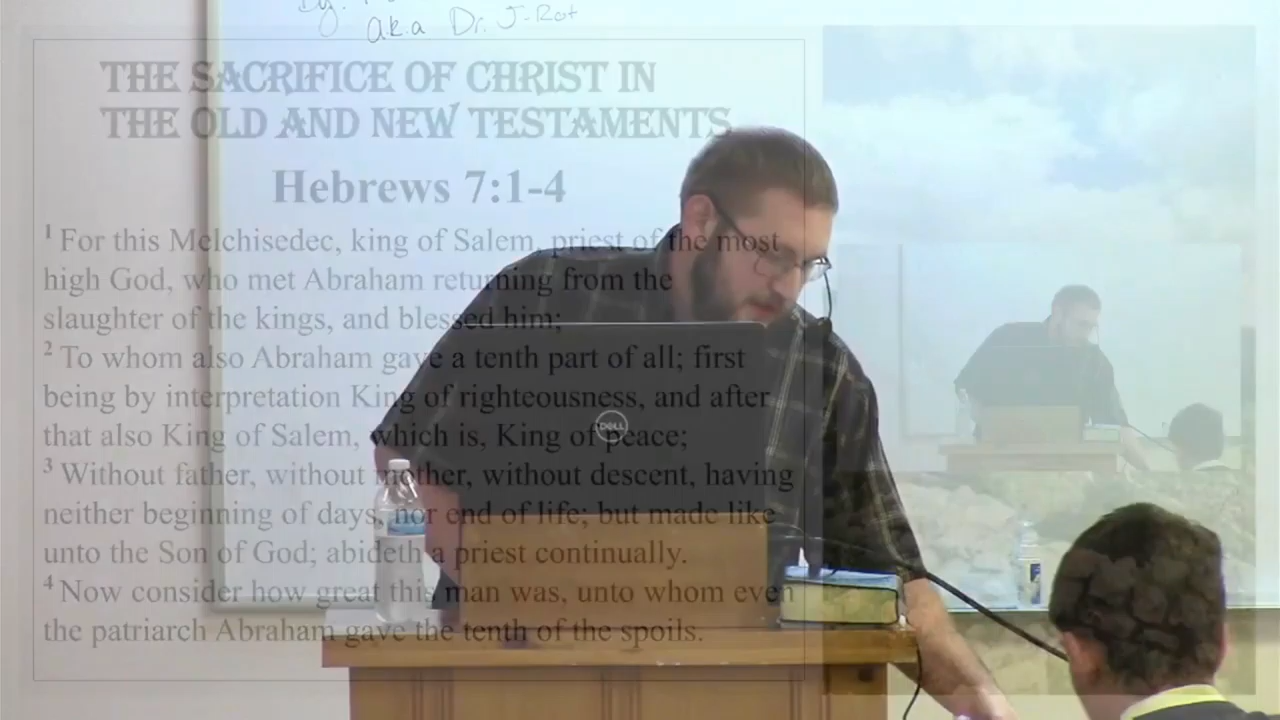 a.k.a Dr. J-Rot
THE SACRIFICE OF CHRIST IN
THE OLD AND NEW TESTAMENTS
Hebrews 7:1-4
1 For this Melchisedec, king of Salem, priest of the most
high God, who met Abraham returning from the
slaughter of the kings, and blessed him;
2 To whom also Abraham gave a tenth part of all; first
being by interpretation King of righteousness, and after
that also King of Salem, which is, King of peace;
3 Without father, without mother, without descent, having
neither beginning of days, nor end of life; but made like
unto the Son of God; abideth a priest continually.
4 Now consider how great this man was, unto whom even
the patriarch Abraham gave the tenth of the spoils.
DELL